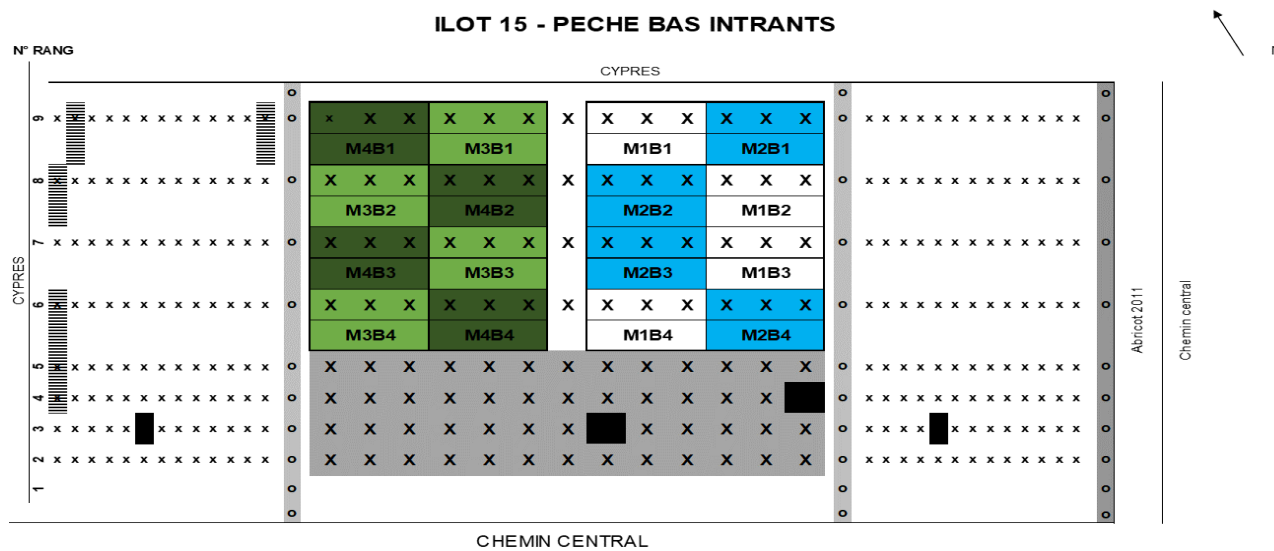 ILOT 15 - PECHE BAS INTRANTS
N° RANG
CYPRES
o o o
9 x x x x x x x x x x x x x o x X X X X X X X X X X X X o x x x x x x x x x x x x x o
M4B1 M3B1 M1B1 M2B1
8 x x x x x x x x x x x x x o X X X X X X X X X X X X X o x x x x x x x x x x x x x o
M3B2 M4B2 M2B2 M1B2
7 x x x x x x x x x x x x x o X X X X X X X X X X X X X o x x x x x x x x x x x x x o
M4B3 M3B3 M2B3 M1B3
6 x x x x x x x x x x x x x o X X X X X X X X X X X X X o x x x x x x x x x x x x x o
M3B4 M4B4 M1B4 M2B4
5 x x x x x x x x x x x x x o X X X X X X X X X X X X X o x x x x x x x x x x x x x o
4 x x x x x x x x x x x x x o X X X X X X X X X X X X o x x x x x x x x x x x x x o
3 x x x x x x x x x x x x o X X X X X X X X X X X X o x x x x x x x x x x x x o
2 x x x x x x x x x x x x x o X X X X X X X X X X X X X o x x x x x x x x x x x x x o
1 o o o
o o o
CYPRES
Abricot 2011
Chemin central
CHEMIN CENTRAL